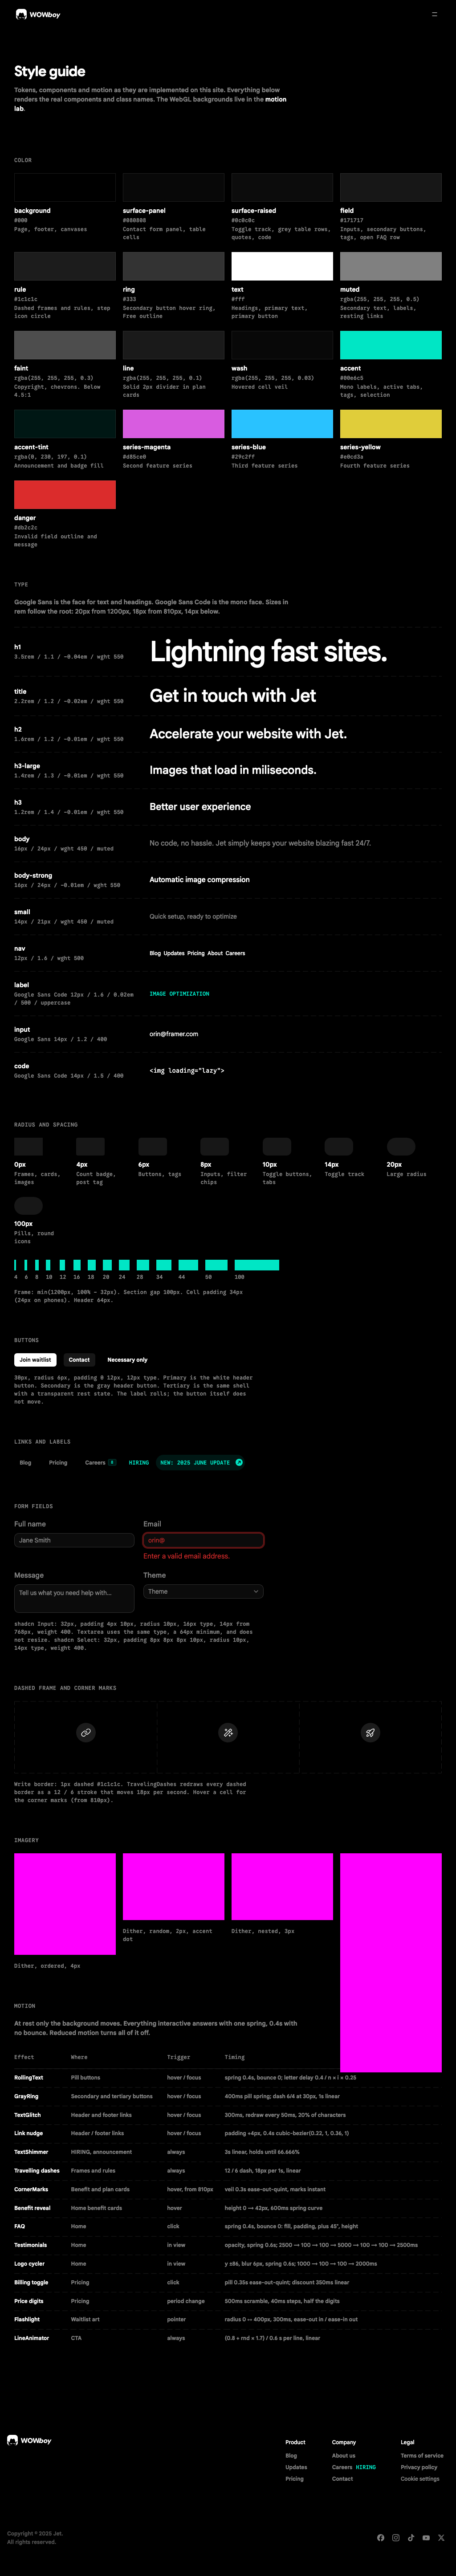 WOWboy
Style guide
Tokens, components and motion as they are implemented on this site. Everything below
renders the real components and class names. The WebGL backgrounds live in the motion
lab.
COLOR
background
#000
Page, footer, canvases
surface-panel
#080808
Contact form panel, table
cells
surface-raised
#0c0c0c
Toggle track, grey table rows,
quotes, code
field
#171717
Inputs, secondary buttons,
tags, open FAQ row
rule
#1c1c1c
Dashed frames and rules, step
icon circle
ring
#333
Secondary button hover ring,
Free outline
text
#fff
Headings, primary text,
primary button
muted
rgba(255, 255, 255, 0.5)
Secondary text, labels,
resting links
faint
rgba(255, 255, 255, 0.3)
Copyright, chevrons. Below
4.5:1
line
rgba(255, 255, 255, 0.1)
Solid 2px divider in plan
cards
wash
rgba(255, 255, 255, 0.03)
Hovered cell veil
accent
#00e6c5
Mono labels, active tabs,
tags, selection
accent-tint
rgba(0, 230, 197, 0.1)
Announcement and badge fill
series-magenta
#d85ce0
Second feature series
series-blue
#29c2ff
Third feature series
series-yellow
#e0cd3a
Fourth feature series
danger
#db2c2c
Invalid field outline and
message
TYPE
Google Sans is the face for text and headings. Google Sans Code is the mono face. Sizes in
rem follow the root: 20px from 1200px, 18px from 810px, 14px below.
h1
3.5rem / 1.1 / -0.04em / wght 550
Lightning fast sites.
title
2.2rem / 1.2 / -0.02em / wght 550
Get in touch with Jet
h2
1.6rem / 1.2 / -0.01em / wght 550
Accelerate your website with Jet.
h3-large
1.4rem / 1.3 / -0.01em / wght 550
Images that load in miliseconds.
h3
1.2rem / 1.4 / -0.01em / wght 550
Better user experience
body
16px / 24px / wght 450 / muted
No code, no hassle. Jet simply keeps your website blazing fast 24/7.
body-strong
16px / 24px / -0.01em / wght 550
Automatic image compression
small
14px / 21px / wght 450 / muted
Quick setup, ready to optimize
nav
12px / 1.6 / wght 500
Blog Updates Pricing About Careers
label
Google Sans Code 12px / 1.6 / 0.02em
/ 500 / uppercase
IMAGE OPTIMIZATION
input
Google Sans 14px / 1.2 / 400
orin@framer.com
code
Google Sans Code 14px / 1.5 / 400
<img loading="lazy">
RADIUS AND SPACING
0px
Frames, cards,
images
4px
Count badge,
post tag
6px
Buttons, tags
8px
Inputs, filter
chips
10px
Toggle buttons,
tabs
14px
Toggle track
20px
Large radius
100px
Pills, round
icons
4 6 8 10 12 16 18 20 24 28 34 44 50 100
Frame: min(1200px, 100% − 32px). Section gap 100px. Cell padding 34px
(24px on phones). Header 64px.
BUTTONS
Join waitlist
Contact
Necessary only
30px, radius 6px, padding 0 12px, 12px type. Primary is the white header
button. Secondary is the gray header button. Tertiary is the same shell
with a transparent rest state. The label rolls; the button itself does
not move.
LINKS AND LABELS
Blog
Pricing
Careers
HIRING
NEW: 2025 JUNE UPDATE
FORM FIELDS
Full name
Jane Smith
Email
orin@
Enter a valid email address.
Message
Tell us what you need help with...
Theme
Theme
shadcn Input: 32px, padding 4px 10px, radius 10px, 16px type, 14px from
768px, weight 400. Textarea uses the same type, a 64px minimum, and does
not resize. shadcn Select: 32px, padding 8px 8px 8px 10px, radius 10px,
14px type, weight 400.
DASHED FRAME AND CORNER MARKS
Write border: 1px dashed #1c1c1c. TravelingDashes redraws every dashed
border as a 12 / 6 stroke that moves 18px per second. Hover a cell for
the corner marks (from 810px).
IMAGERY
Dither, ordered, 4px
Dither, random, 2px, accent
dot
Dither, nested, 3px
MOTION
At rest only the background moves. Everything interactive answers with one spring, 0.4s with
no bounce. Reduced motion turns all of it off.
Effect Where Trigger Timing
RollingText Pill buttons hover / focus spring 0.4s, bounce 0; letter delay 0.4 / n × i × 0.25
GrayRing Secondary and tertiary buttons hover / focus 400ms pill spring; dash 6/4 at 30px, 1s linear
TextGlitch Header and footer links hover / focus 300ms, redraw every 50ms, 20% of characters
Link nudge Header / footer links hover / focus padding +4px, 0.4s cubic-bezier(0.22, 1, 0.36, 1)
TextShimmer HIRING, announcement always 3s linear, holds until 66.666%
Travelling dashes Frames and rules always 12 / 6 dash, 18px per 1s, linear
CornerMarks Benefit and plan cards hover, from 810px veil 0.3s ease-out-quint, marks instant
Benefit reveal Home benefit cards hover height 0 → 42px, 600ms spring curve
FAQ Home click spring 0.4s, bounce 0: fill, padding, plus 45°, height
Testimonials Home in view opacity, spring 0.6s; 2500 → 100 → 100 → 5000 → 100 → 100 → 2500ms
Logo cycler Home in view y ±86, blur 6px, spring 0.6s; 1000 → 100 → 100 → 2000ms
Billing toggle Pricing click pill 0.35s ease-out-quint; discount 350ms linear
Price digits Pricing period change 500ms scramble, 40ms steps, half the digits
Flashlight Waitlist art pointer radius 0 ↔ 400px, 300ms, ease-out in / ease-in out
LineAnimator CTA always (0.8 + rnd × 1.7) / 0.6 s per line, linear
WOWboy
Product
Blog
Updates
Pricing
Company
About us
Careers HIRING
Contact
Legal
Terms of service
Privacy policy
Cookie settings
Copyright © 2025 Jet.
All rights reserved.